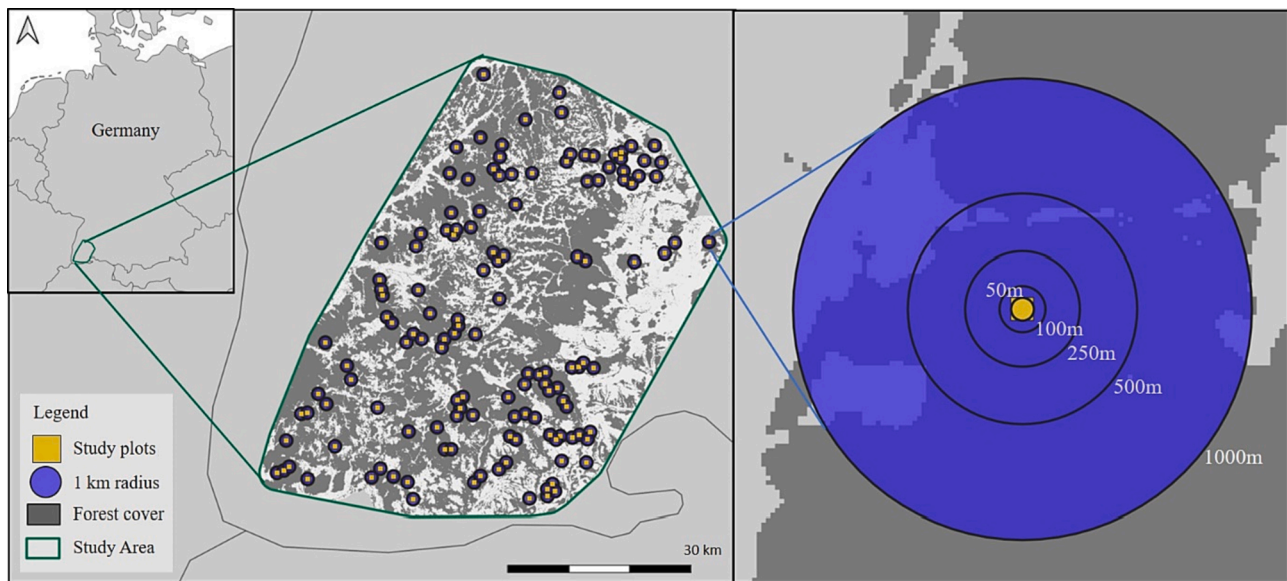 Germany
Legend
Study plots
1 km radius
Forest cover
Study Area
30 km
50m
100m
250m
500m
1000m